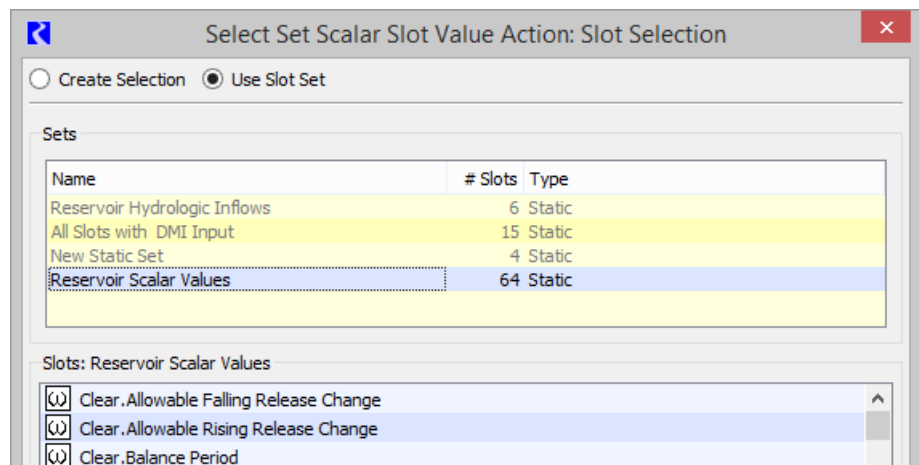 Select Set Scalar Slot Value Action: Slot Selection
Create Selection Use Slot Set
Sets
Name # Slots Type
Reservoir Hydrologic Inflows 6 Static
All Slots with DMI Input 15 Static
New Static Set 4 Static
Reservoir Scalar Values 64 Static
Slots: Reservoir Scalar Values
ω Clear.Allowable Falling Release Change
ω Clear.Allowable Rising Release Change
ω Clear.Balance Period